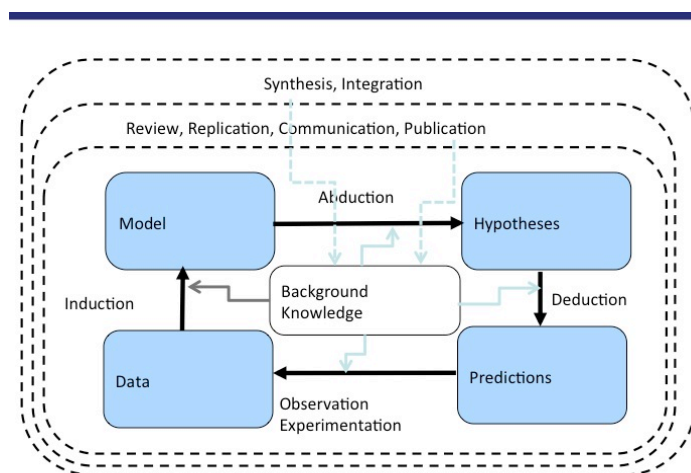 Synthesis, Integration
Review, Replication, Communication, Publication
Abduction
Model
Hypotheses
Induction
Background
Knowledge
Deduction
Data
Predictions
Observation
Experimentation